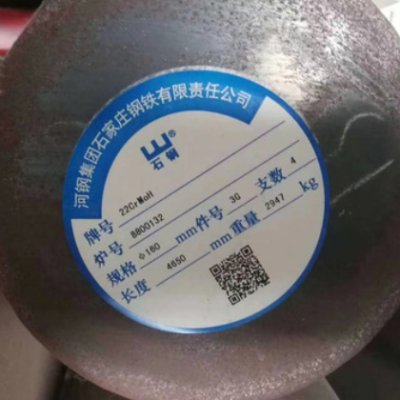 河钢集团石家庄钢铁有限责任公司
石钢
牌号 22CrMoH
炉号 8800132
规格 φ180 mm 件号 3G 支数 4
长度 4650 mm 重量 2947 kg